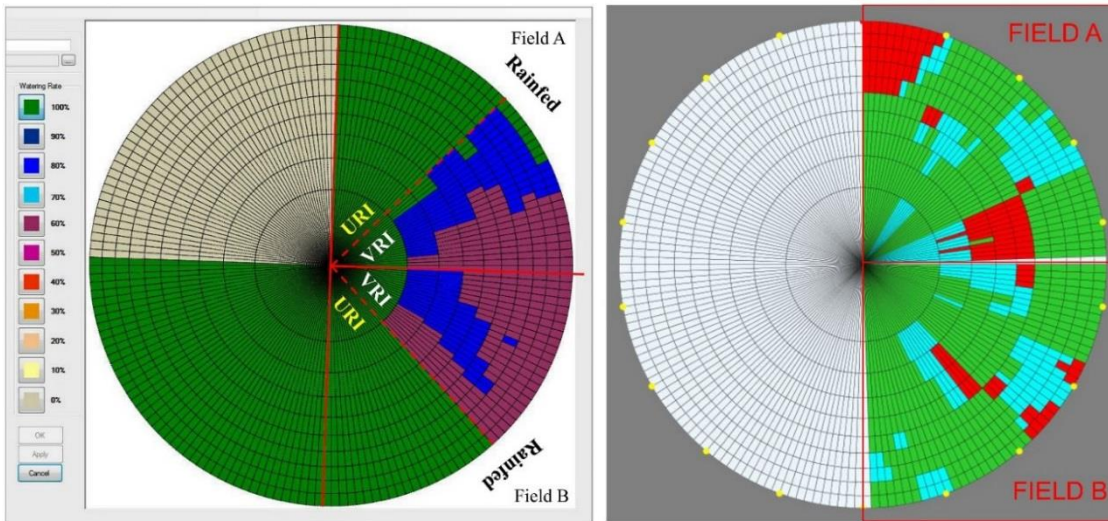 Watering Rate
100%
90%
80%
70%
60%
50%
40%
30%
20%
10%
0%
OK
Apply
Cancel
...
Field A
Rainfed
URI
VRI
VRI
URI
Rainfed
Field B
FIELD A
FIELD B